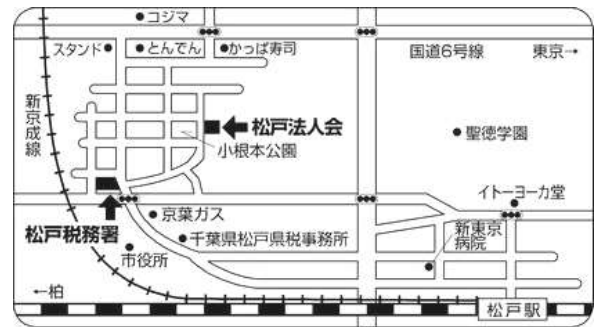 コジマ
スタンド
とんでん
かっぱ寿司
国道6号線
東京→
新京成線
松戸法人会
小根本公園
聖徳学園
イトーヨーカ堂
京葉ガス
新東京
病院
松戸税務署
千葉県松戸県税事務所
市役所
←柏
松戸駅